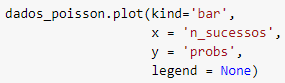 dados_poisson.plot(kind='bar',
x = 'n_sucessos',
y = 'probs',
legend = None)